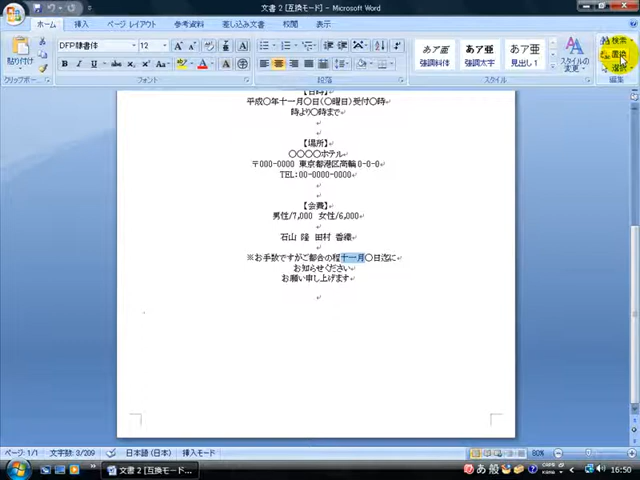 文書 2 [互換モード] - Microsoft Word
ホーム 挿入 ページ レイアウト 参考資料 差し込み文書 校閲 表示
貼り付け
DFP隷書体 12
あア亜 あア亜 あア亜
強調斜体 強調太字 見出し 1
スタイルの変更
検索
置換
選択
クリップボード フォント 段落 スタイル 編集
【日時】
平成〇年十一月〇日(〇曜日)受付〇時
時より〇時まで
【場所】
〇〇〇〇ホテル
〒000-0000 東京都港区高輪0-0-0
TEL:00-0000-0000
【会費】
男性/7,000 女性/6,000
石山 隆 田村 香織
※お手数ですがご都合の程十一月〇日迄に
お知らせください
お願い申し上げます
ページ: 1/1 文字数: 3/209 日本語 (日本) 挿入モード 80%
文書 2 [互換モード... あ 般 CAPS KANA 16:50